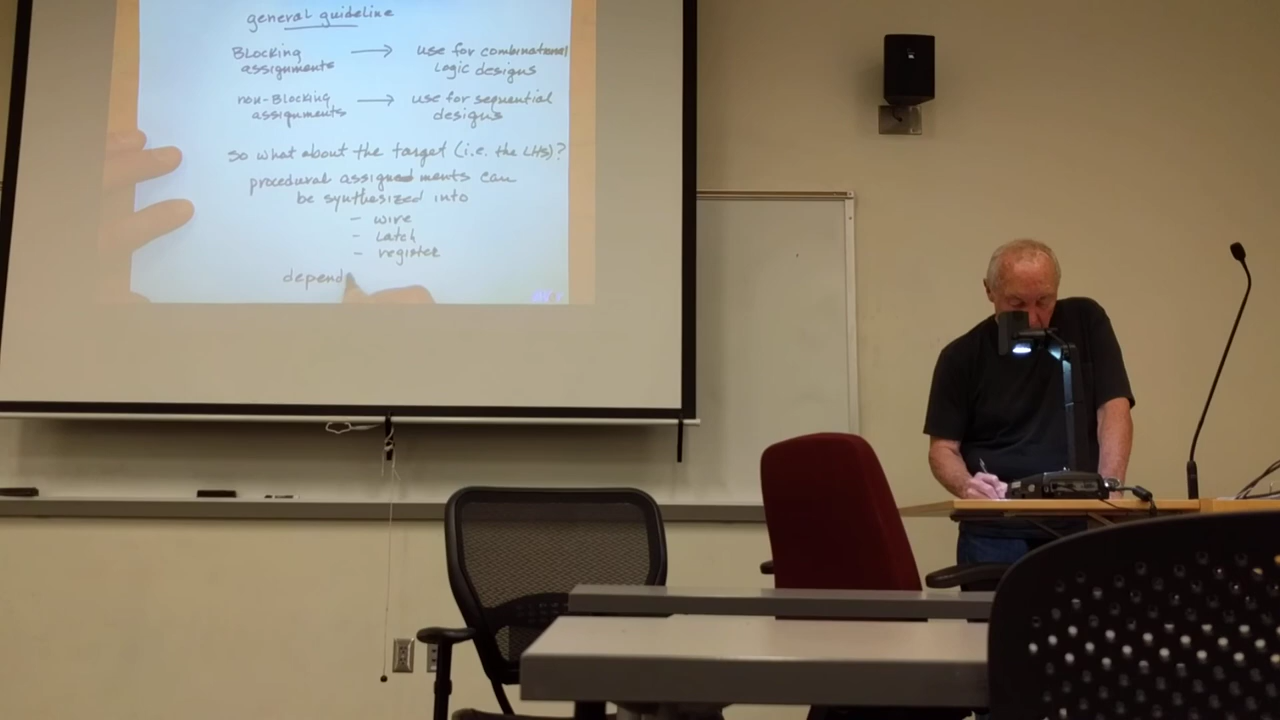 general guideline
Blocking assignments → use for combinational Logic designs
non-Blocking assignments → use for sequential designs
so what about the target (i.e. the LHS)?
procedural assignments can
be synthesized into
- wire
- Latch
- register
depend